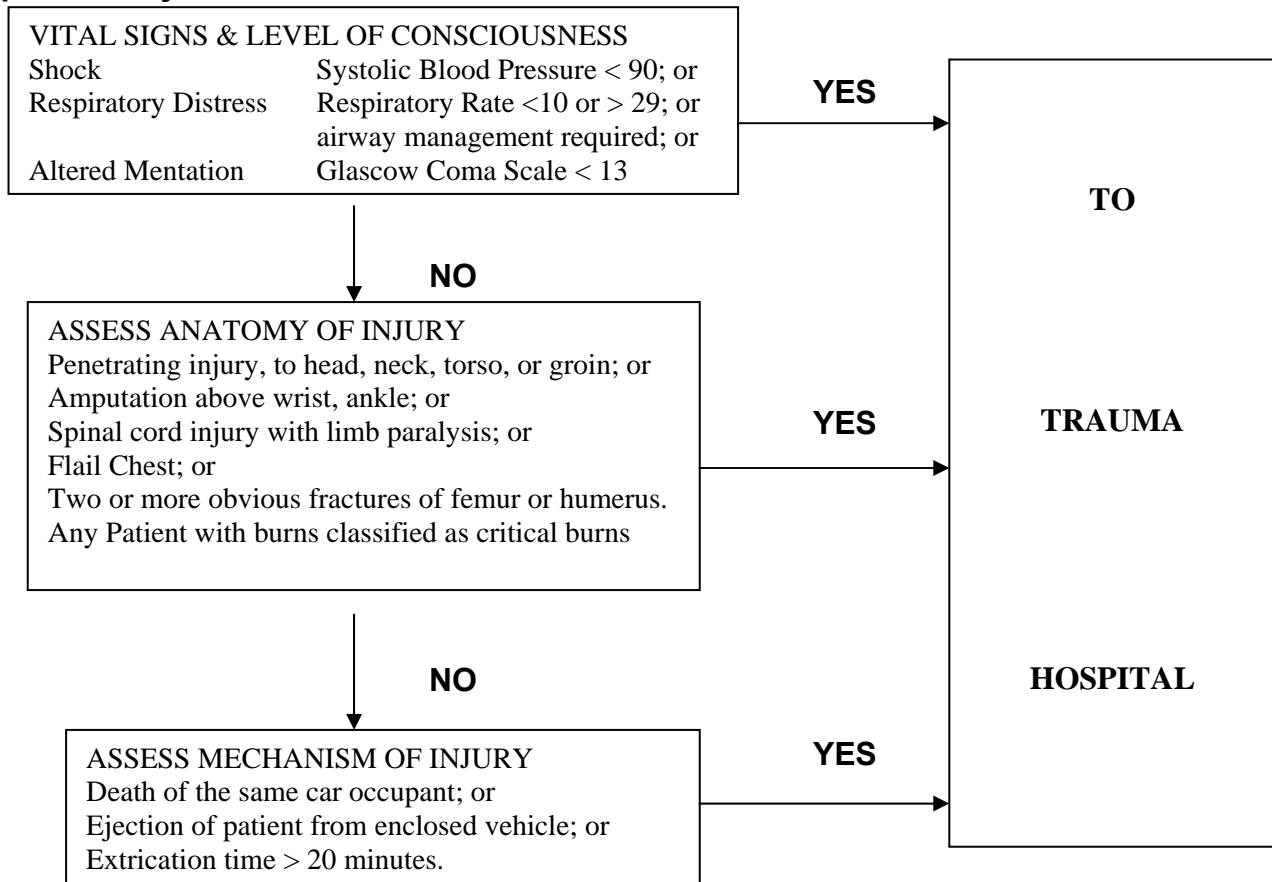 VITAL SIGNS & LEVEL OF CONSCIOUSNESS
Shock Systolic Blood Pressure < 90; or
Respiratory Distress Respiratory Rate <10 or > 29; or
airway management required; or
Altered Mentation Glascow Coma Scale < 13
YES
NO
ASSESS ANATOMY OF INJURY
Penetrating injury, to head, neck, torso, or groin; or
Amputation above wrist, ankle; or
Spinal cord injury with limb paralysis; or
Flail Chest; or
Two or more obvious fractures of femur or humerus.
Any Patient with burns classified as critical burns
YES
NO
ASSESS MECHANISM OF INJURY
Death of the same car occupant; or
Ejection of patient from enclosed vehicle; or
Extrication time > 20 minutes.
YES
TO
TRAUMA
HOSPITAL